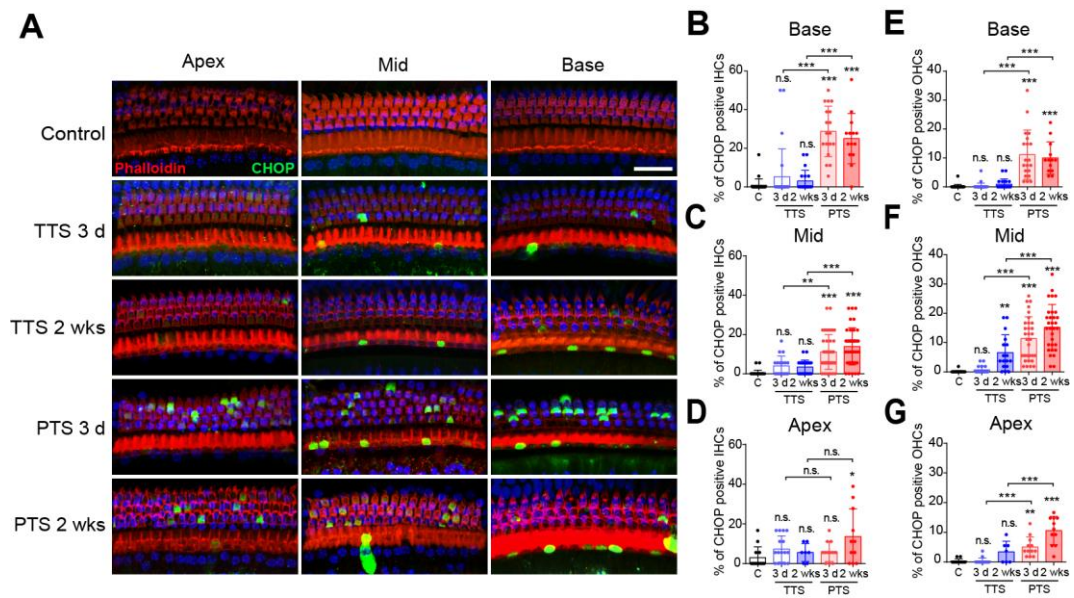 A
Apex
Mid
Base
Control
Phalloidin
CHOP
TTS 3 d
TTS 2 wks
PTS 3 d
PTS 2 wks
B
Base
% of CHOP positive IHCs
60
40
20
0
n.s.
***
***
***
n.s.
***
C 3 d 2 wks 3 d 2 wks
TTS PTS
E
Base
% of CHOP positive OHCs
40
30
20
10
0
***
***
***
***
n.s. n.s.
C 3 d 2 wks 3 d 2 wks
TTS PTS
C
Mid
% of CHOP positive IHCs
60
40
20
0
***
**
*** ***
n.s.
n.s.
C 3 d 2 wks 3 d 2 wks
TTS PTS
F
Mid
% of CHOP positive OHCs
40
30
20
10
0
***
***
***
***
**
n.s.
C 3 d 2 wks 3 d 2 wks
TTS PTS
D
Apex
% of CHOP positive IHCs
60
40
20
0
n.s.
n.s.
*
n.s. n.s. n.s.
C 3 d 2 wks 3 d 2 wks
TTS PTS
G
Apex
% of CHOP positive OHCs
40
30
20
10
0
***
***
***
**
n.s.
n.s.
C 3 d 2 wks 3 d 2 wks
TTS PTS